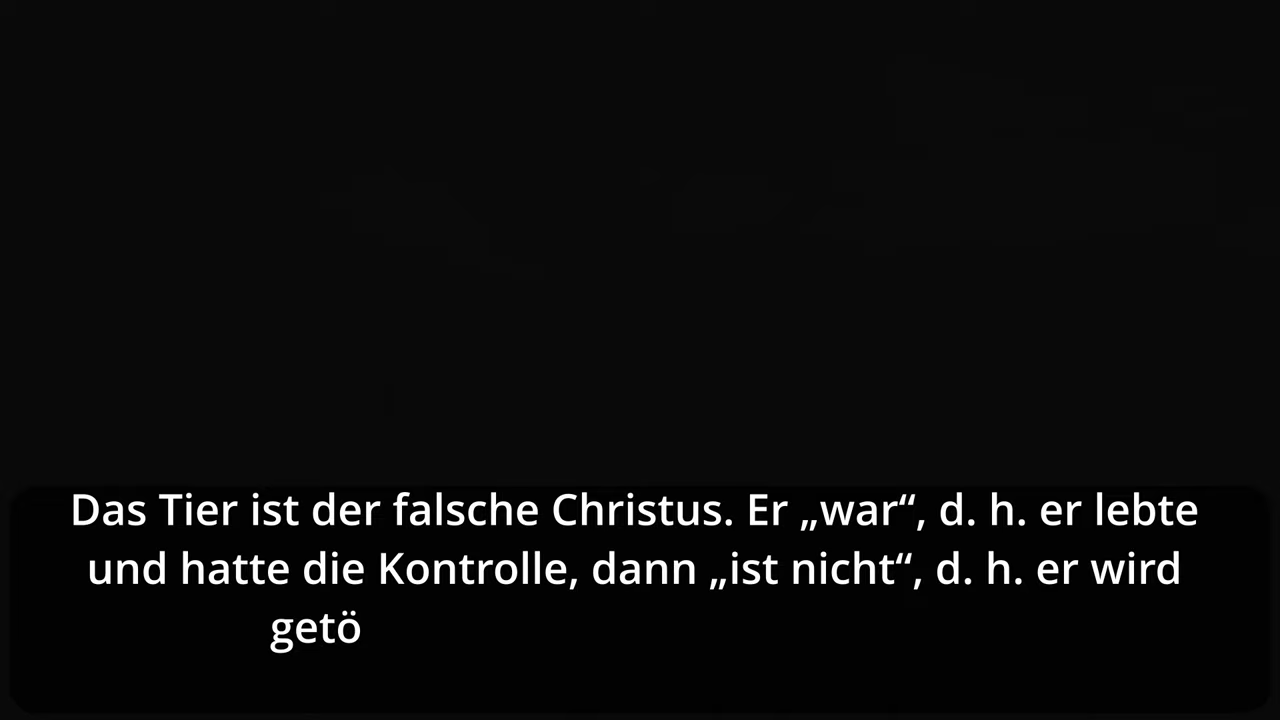 Das Tier ist der falsche Christus. Er „war“, d. h. er lebte
und hatte die Kontrolle, dann „ist nicht“, d. h. er wird
getö